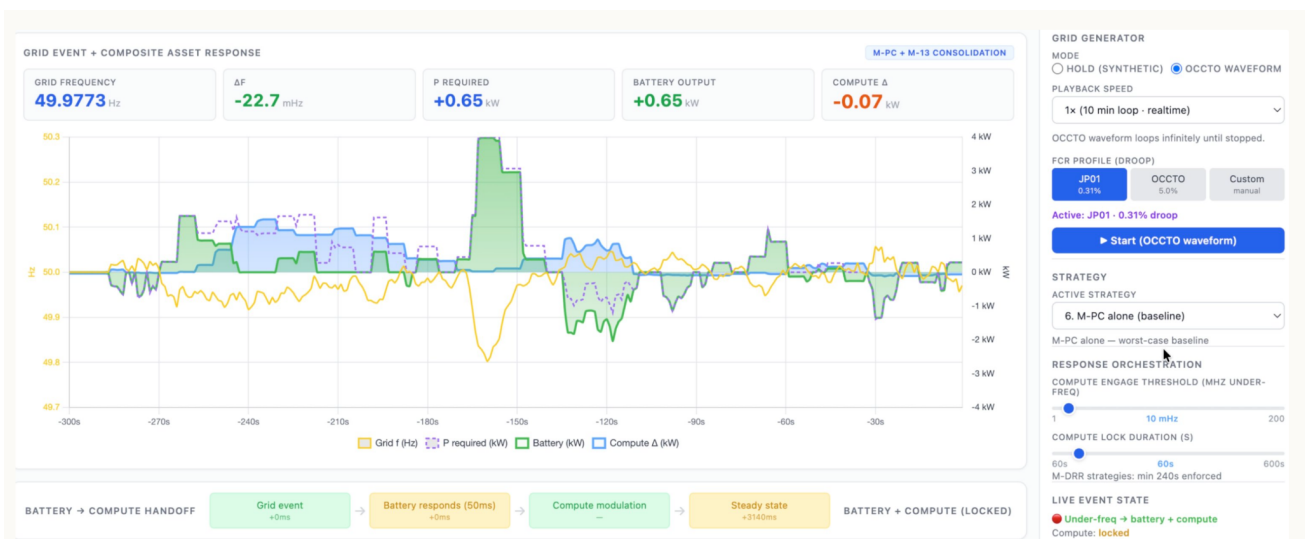 GRID EVENT + COMPOSITE ASSET RESPONSE
M-PC + M-13 CONSOLIDATION
GRID FREQUENCY
49.9773 Hz
ΔF
-22.7 mHz
P REQUIRED
+0.65 kW
BATTERY OUTPUT
+0.65 kW
COMPUTE Δ
-0.07 kW
50.3
50.2
50.1
50.0
49.9
49.8
49.7
Hz
4 kW
3 kW
2 kW
1 kW
0 kW
-1 kW
-2 kW
-3 kW
-4 kW
kW
-300s
-270s
-240s
-210s
-180s
-150s
-120s
-90s
-60s
-30s
Grid f (Hz)
P required (kW)
Battery (kW)
Compute Δ (kW)
BATTERY → COMPUTE HANDOFF
Grid event
+0ms
→
Battery responds (50ms)
+0ms
→
Compute modulation
—
→
Steady state
+3140ms
BATTERY + COMPUTE (LOCKED)
GRID GENERATOR
MODE
HOLD (SYNTHETIC)
OCCTO WAVEFORM
PLAYBACK SPEED
1× (10 min loop · realtime)
OCCTO waveform loops infinitely until stopped.
FCR PROFILE (DROOP)
JP01
0.31%
OCCTO
5.0%
Custom
manual
Active: JP01 · 0.31% droop
▶ Start (OCCTO waveform)
STRATEGY
ACTIVE STRATEGY
6. M-PC alone (baseline)
M-PC alone — worst-case baseline
RESPONSE ORCHESTRATION
COMPUTE ENGAGE THRESHOLD (MHZ UNDER-
FREQ)
1
10 mHz
200
COMPUTE LOCK DURATION (S)
60s
60s
600s
M-DRR strategies: min 240s enforced
LIVE EVENT STATE
Under-freq → battery + compute
Compute: locked